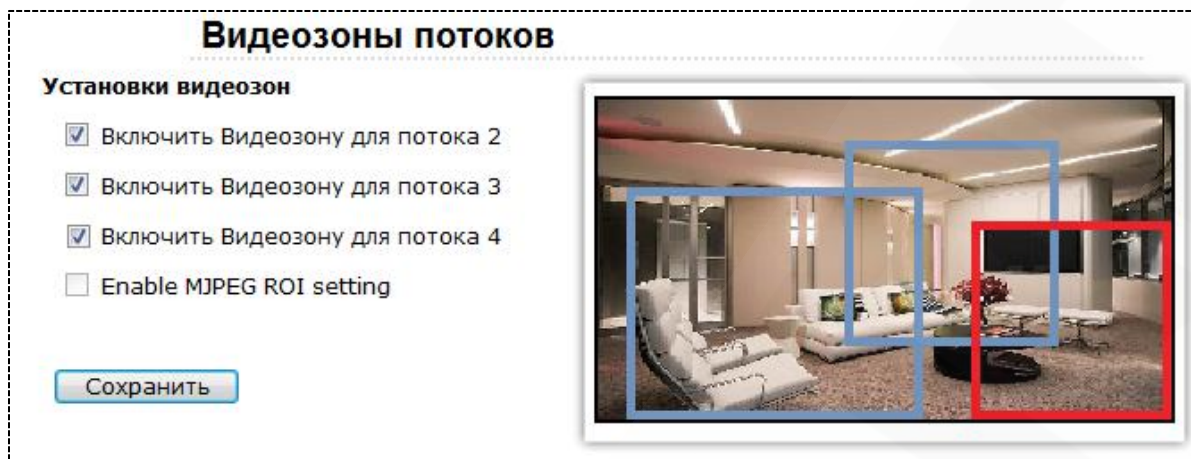 Видеозоны потоков
Установки видеозон
Включить Видеозону для потока 2
Включить Видеозону для потока 3
Включить Видеозону для потока 4
Enable MJPEG ROI setting
Сохранить